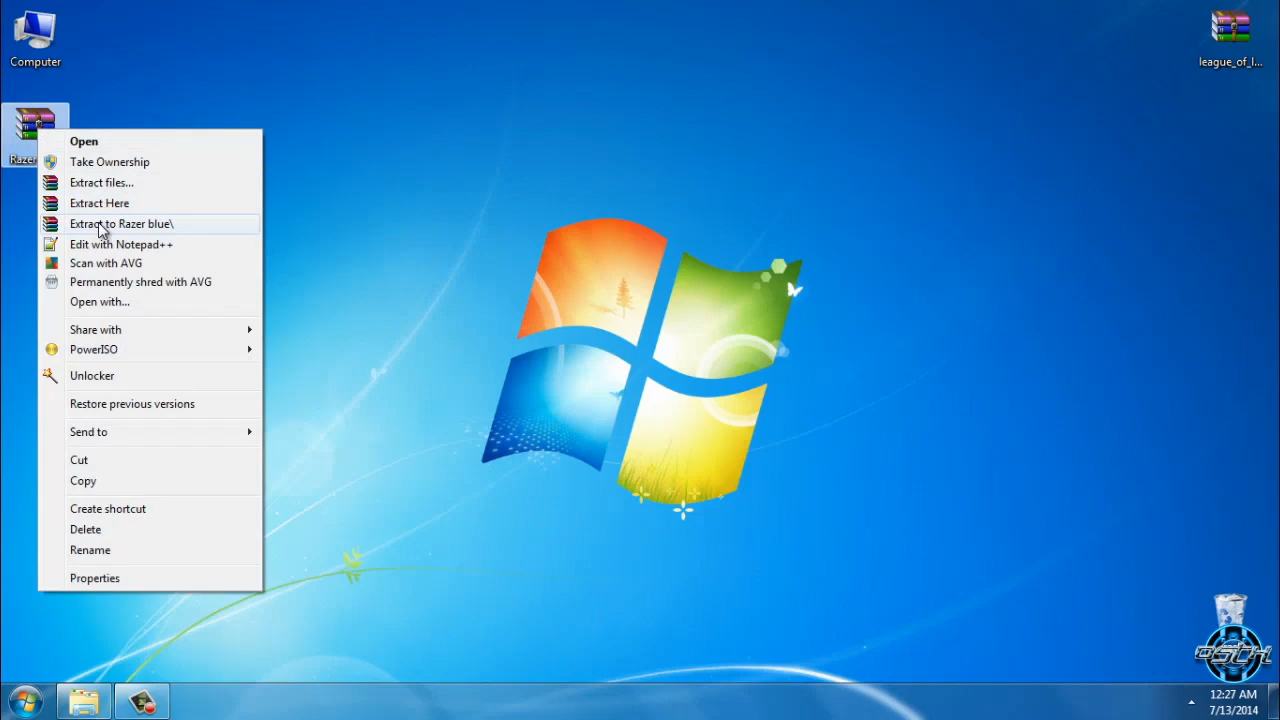 Computer
league_of_l...
Razer
Open
Take Ownership
Extract files...
Extract Here
Extract to Razer blue\
Edit with Notepad++
Scan with AVG
Permanently shred with AVG
Open with...
Share with
PowerISO
Unlocker
Restore previous versions
Send to
Cut
Copy
Create shortcut
Delete
Rename
Properties
12:27 AM
7/13/2014